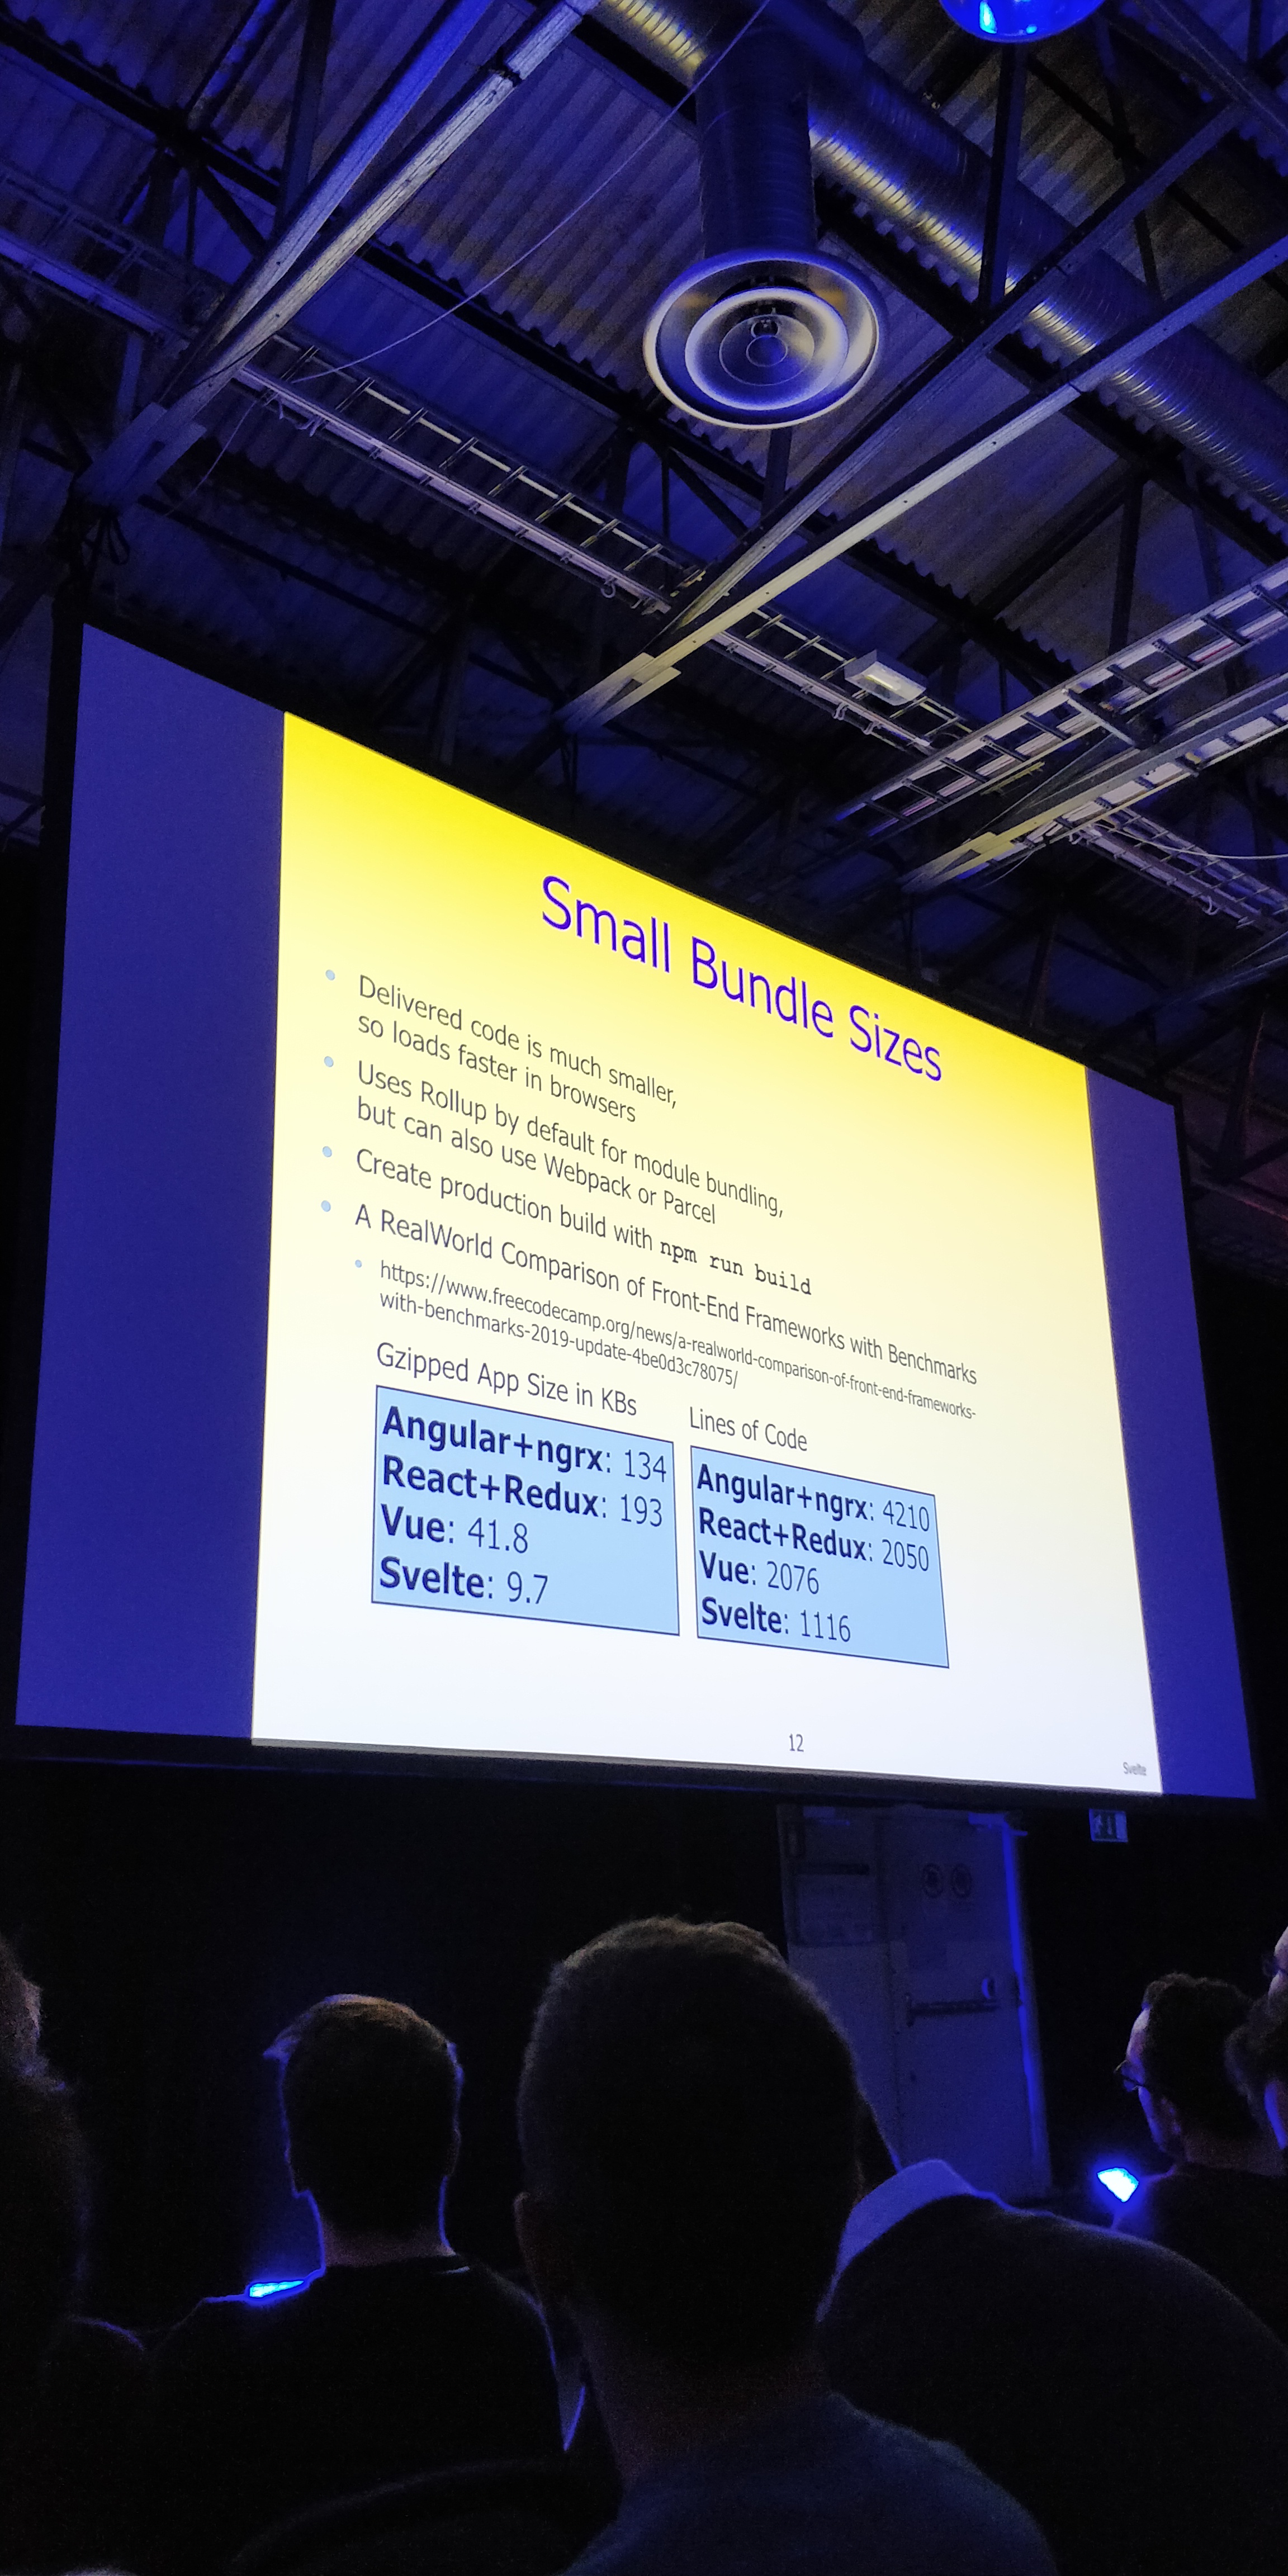 Small Bundle Sizes
• Delivered code is much smaller,
so loads faster in browsers
• Uses Rollup by default for module bundling,
but can also use Webpack or Parcel
• Create production build with npm run build
• A RealWorld Comparison of Front-End Frameworks with Benchmarks
• https://www.freecodecamp.org/news/a-realworld-comparison-of-front-end-frameworks-
with-benchmarks-2019-update-4be0d3c78075/
Gzipped App Size in KBs
Angular+ngrx: 134
React+Redux: 193
Vue: 41.8
Svelte: 9.7
Lines of Code
Angular+ngrx: 4210
React+Redux: 2050
Vue: 2076
Svelte: 1116
12
Svelte